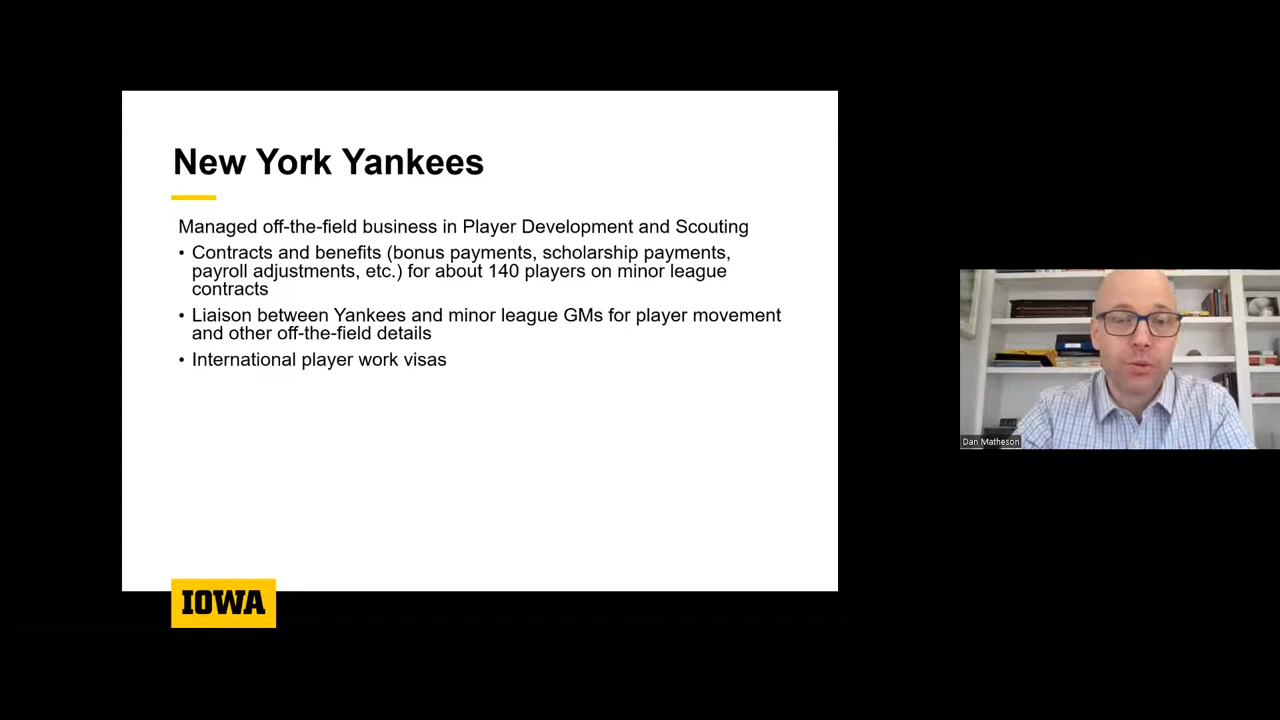 New York Yankees
Managed off-the-field business in Player Development and Scouting
• Contracts and benefits (bonus payments, scholarship payments,
payroll adjustments, etc.) for about 140 players on minor league
contracts
• Liaison between Yankees and minor league GMs for player movement
and other off-the-field details
• International player work visas
IOWA
Dan Matheson